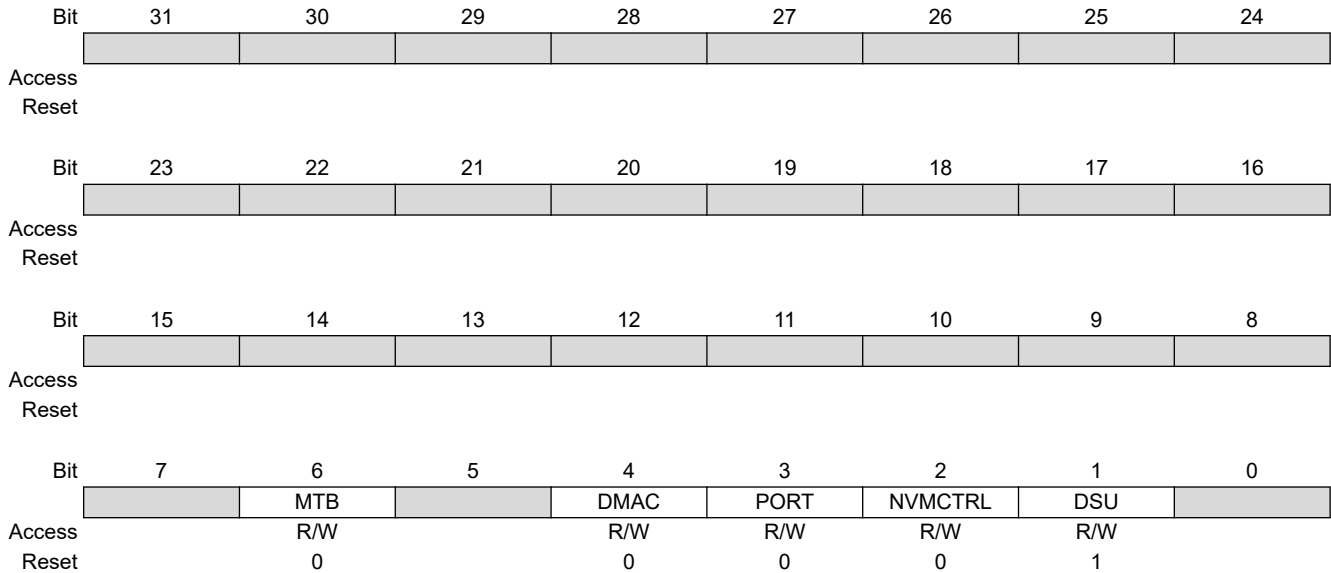 Bit 31 30 29 28 27 26 25 24
Access
Reset
Bit 23 22 21 20 19 18 17 16
Access
Reset
Bit 15 14 13 12 11 10 9 8
Access
Reset
Bit 7 6 5 4 3 2 1 0
MTB DMAC PORT NVMCTRL DSU
Access R/W R/W R/W R/W R/W
Reset 0 0 0 0 1